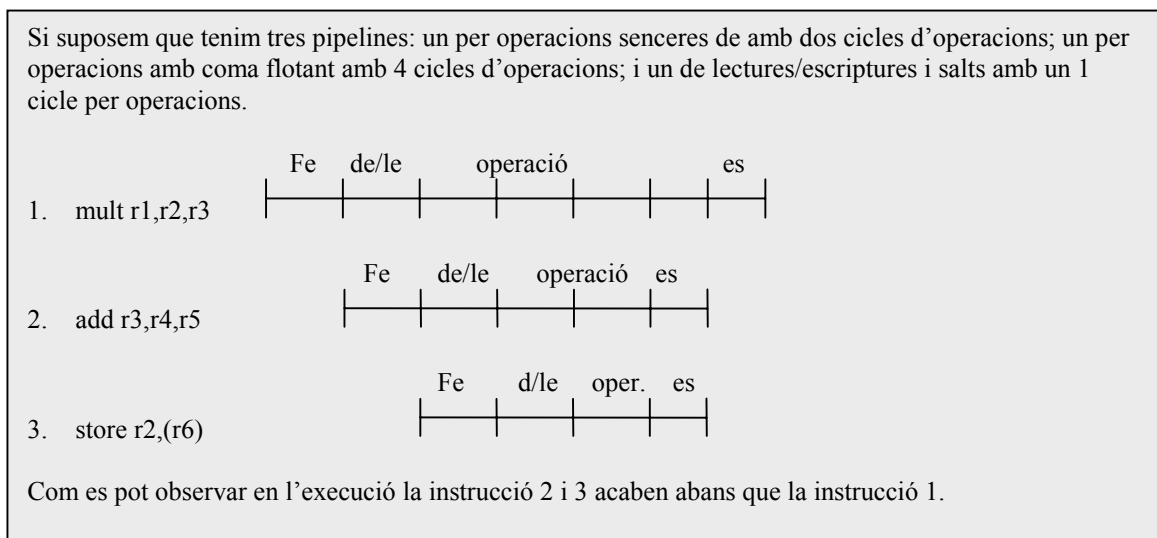 Si suposem que tenim tres pipelines: un per operacions senceres de amb dos cicles d’operacions; un per
operacions amb coma flotant amb 4 cicles d’operacions; i un de lectures/escriptures i salts amb un 1
cicle per operacions.
Fe de/le operació es
1. mult r1,r2,r3
Fe de/le operació es
2. add r3,r4,r5
Fe d/le oper. es
3. store r2,(r6)
Com es pot observar en l’execució la instrucció 2 i 3 acaben abans que la instrucció 1.